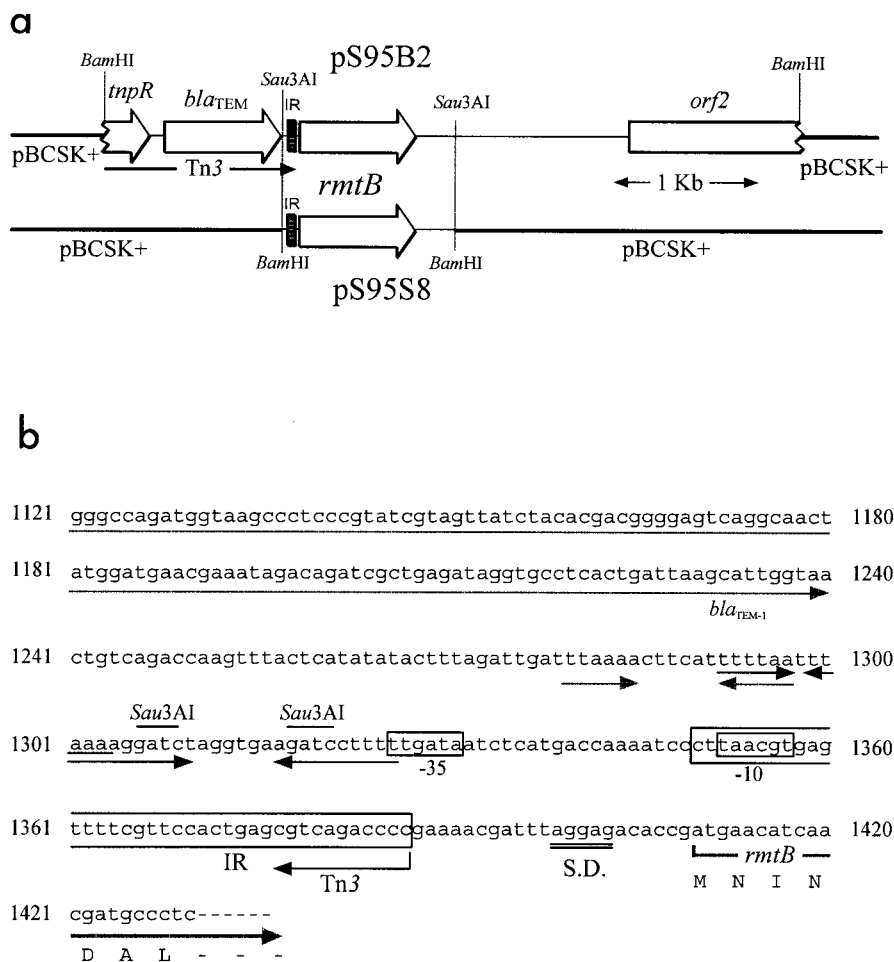 a
pS95B2
BamHI
tnpR
blaTEM
Sau3AI
IR
Sau3AI
orf2
BamHI
pBCSK+
Tn3
rmtB
1 Kb
pBCSK+
IR
pBCSK+
BamHI
BamHI
pBCSK+
pS95S8
b
1121 gggccagatggtaagccctcccgtatcgtagttatctacacgacggggagtcaggcaact 1180
1181 atggatgaacgaaatagacagatcgctgagataggtgcctcactgattaagcattggtaa 1240
blaTEM-1
1241 ctgtcagaccaagtttactcatatatactttagattgatttaaaacttcatttttaattt 1300
Sau3AI Sau3AI
1301 aaaaggatctaggtgaagatcctttttgataatctcatgaccaaaatcccttaacgtgag 1360
-35 -10
1361 ttttcgttccactgagcgtcagaccccgaaaacgatttaggagacaccgatgaacatcaa 1420
IR Tn3 S.D. rmtB
M N I N
1421 cgatgccctc------
D A L - - -